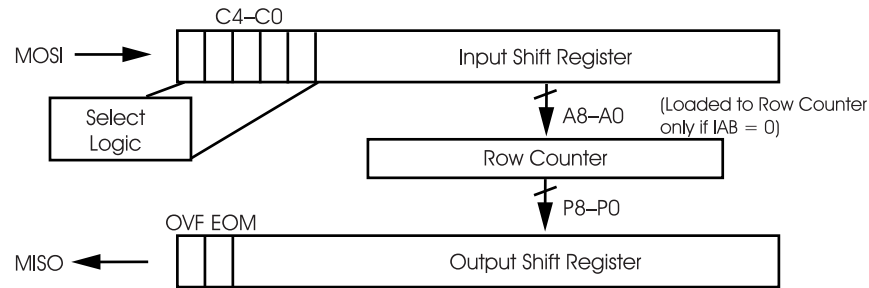 C4–C0
MOSI
Input Shift Register
Select
Logic
A8–A0
(Loaded to Row Counter
only if IAB = 0)
Row Counter
P8–P0
OVF EOM
MISO
Output Shift Register